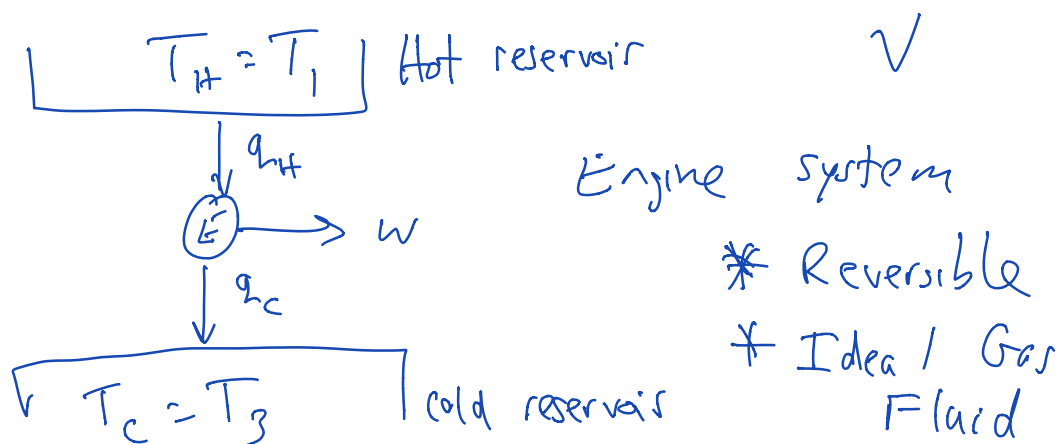 T_H = T_1 Hot reservoir
V
q_H
Engine system
E
w
* Reversible
q_c
* Ideal Gas
Fluid
T_c = T_3 cold reservoir